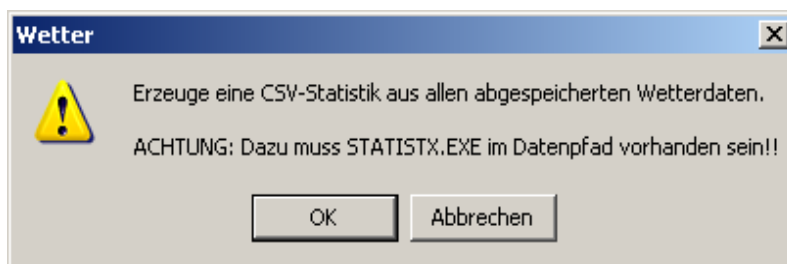 Wetter
Erzeuge eine CSV-Statistik aus allen abgespeicherten Wetterdaten.
ACHTUNG: Dazu muss STATISTX.EXE im Datenpfad vorhanden sein!!
OK Abbrechen